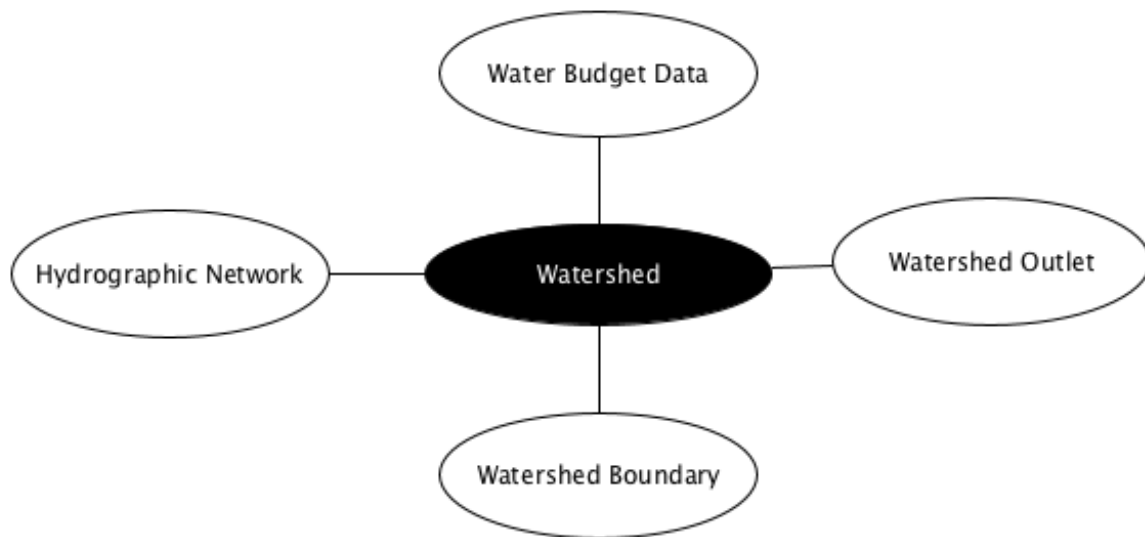 Water Budget Data
Hydrographic Network
Watershed
Watershed Outlet
Watershed Boundary